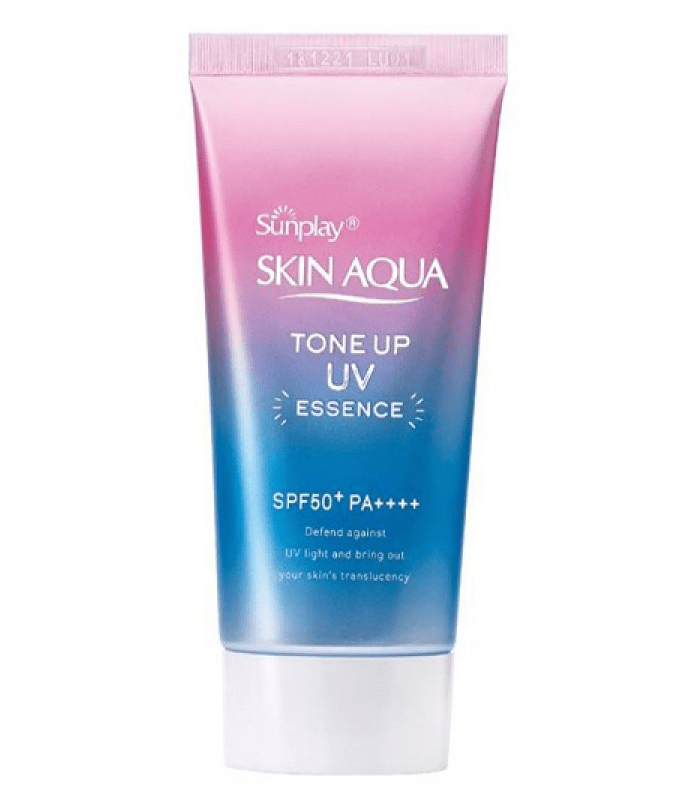 Sunplay®
SKIN AQUA
TONE UP
UV
ESSENCE
SPF50+ PA++++
Defend against
UV light and bring out
your skin's translucency